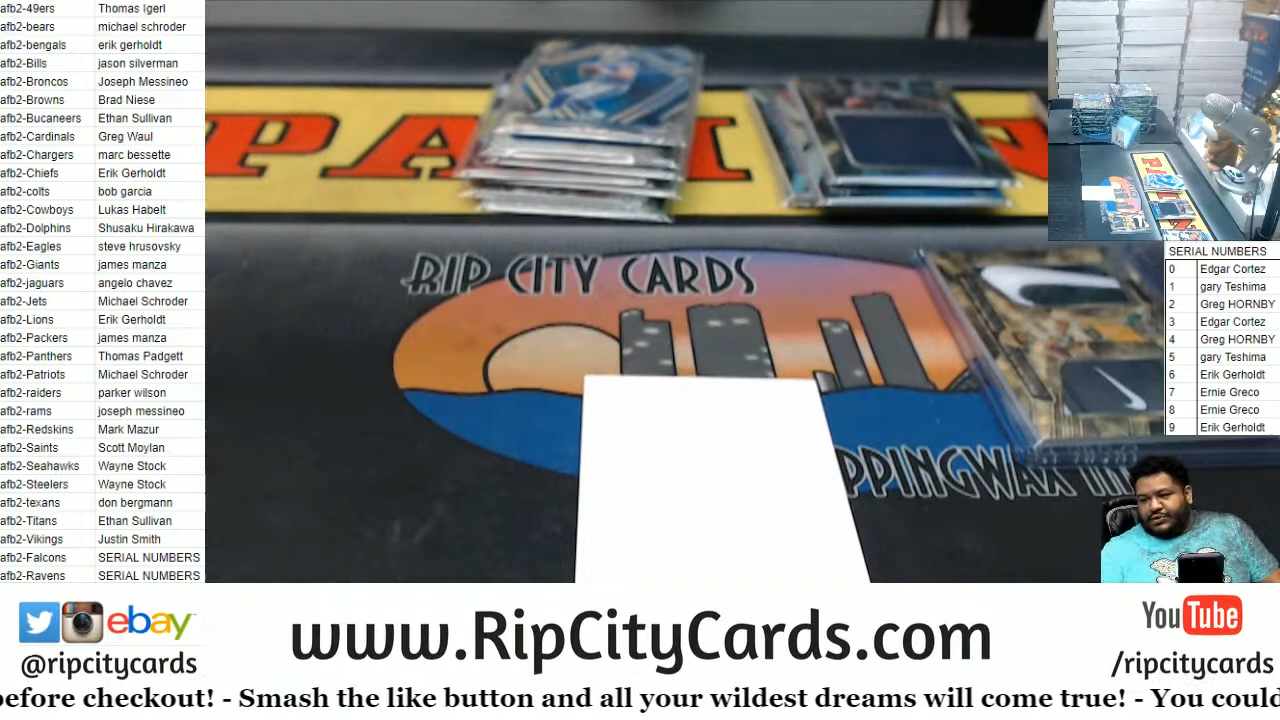 afb2-49ers Thomas Igerl
afb2-bears michael schroder
afb2-bengals erik gerholdt
afb2-Bills jason silverman
afb2-Broncos Joseph Messineo
afb2-Browns Brad Niese
afb2-Bucaneers Ethan Sullivan
afb2-Cardinals Greg Waul
afb2-Chargers marc bessette
afb2-Chiefs Erik Gerholdt
afb2-colts bob garcia
afb2-Cowboys Lukas Habelt
afb2-Dolphins Shusaku Hirakawa
afb2-Eagles steve hrusovsky
afb2-Giants james manza
afb2-jaguars angelo chavez
afb2-Jets Michael Schroder
afb2-Lions Erik Gerholdt
afb2-Packers james manza
afb2-Panthers Thomas Padgett
afb2-Patriots Michael Schroder
afb2-raiders parker wilson
afb2-rams joseph messineo
afb2-Redskins Mark Mazur
afb2-Saints Scott Moylan
afb2-Seahawks Wayne Stock
afb2-Steelers Wayne Stock
afb2-texans don bergmann
afb2-Titans Ethan Sullivan
afb2-Vikings Justin Smith
afb2-Falcons SERIAL NUMBERS
afb2-Ravens SERIAL NUMBERS
RIP CITY CARDS
SERIAL NUMBERS
0 Edgar Cortez
1 gary Teshima
2 Greg HORNBY
3 Edgar Cortez
4 Greg HORNBY
5 gary Teshima
6 Erik Gerholdt
7 Ernie Greco
8 Ernie Greco
9 Erik Gerholdt
ebay
@ripcitycards
www.RipCityCards.com
YouTube
/ripcitycards
before checkout! - Smash the like button and all your wildest dreams will come true! - You could